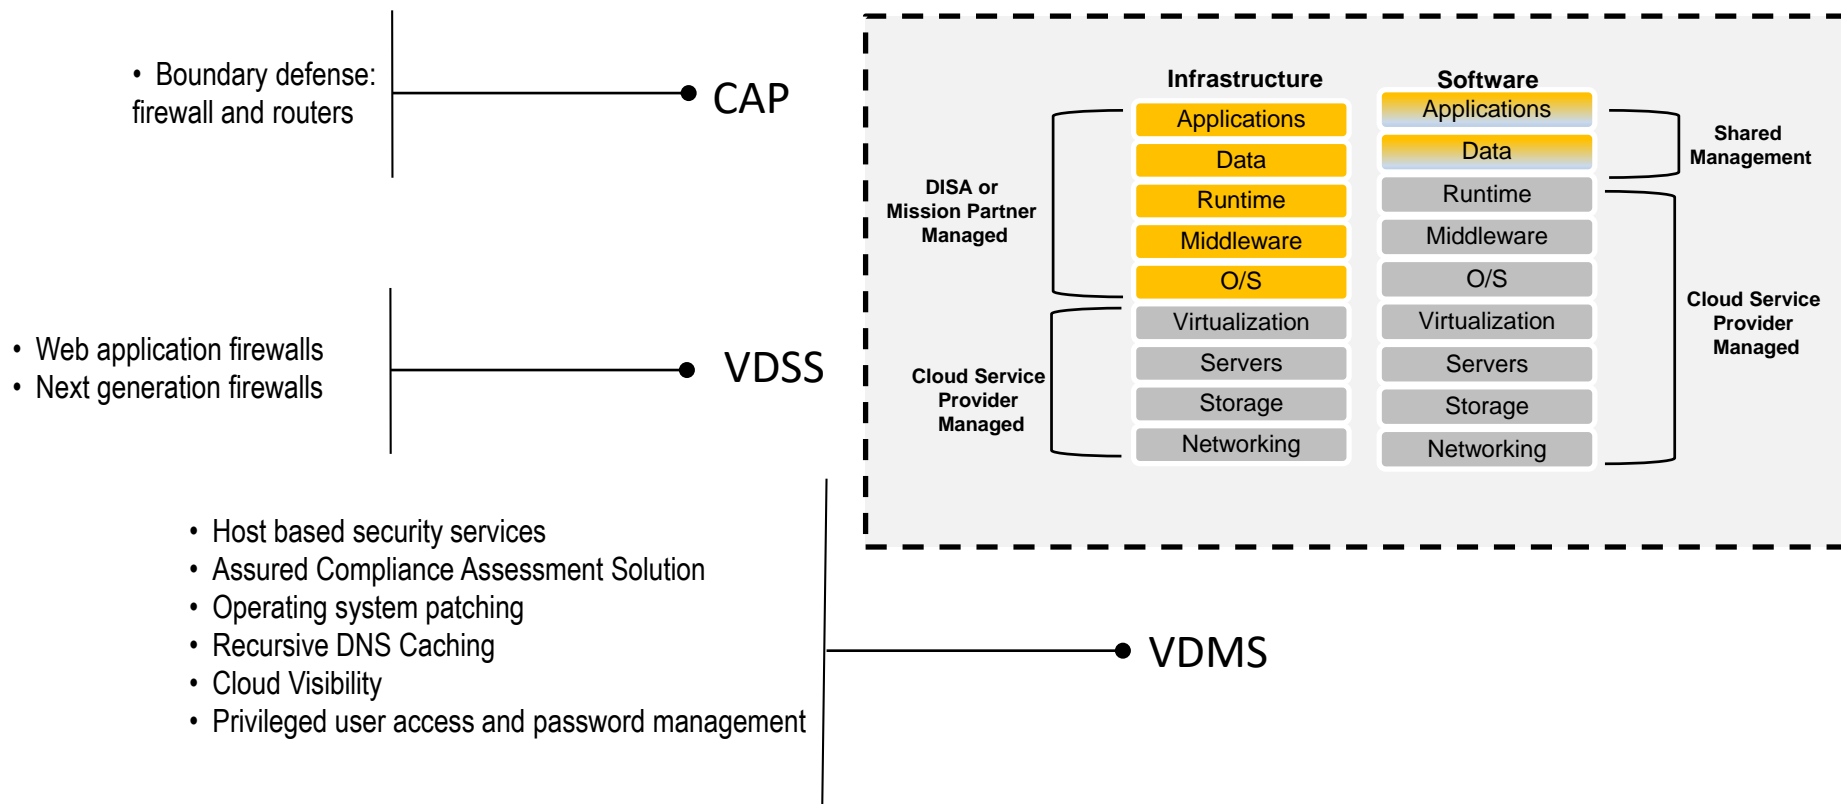 • Boundary defense:
firewall and routers
CAP
• Web application firewalls
• Next generation firewalls
VDSS
• Host based security services
• Assured Compliance Assessment Solution
• Operating system patching
• Recursive DNS Caching
• Cloud Visibility
• Privileged user access and password management
VDMS
Infrastructure
Applications
Data
Runtime
Middleware
O/S
Virtualization
Servers
Storage
Networking
DISA or
Mission Partner
Managed
Cloud Service
Provider
Managed
Software
Applications
Data
Runtime
Middleware
O/S
Virtualization
Servers
Storage
Networking
Shared
Management
Cloud Service
Provider
Managed